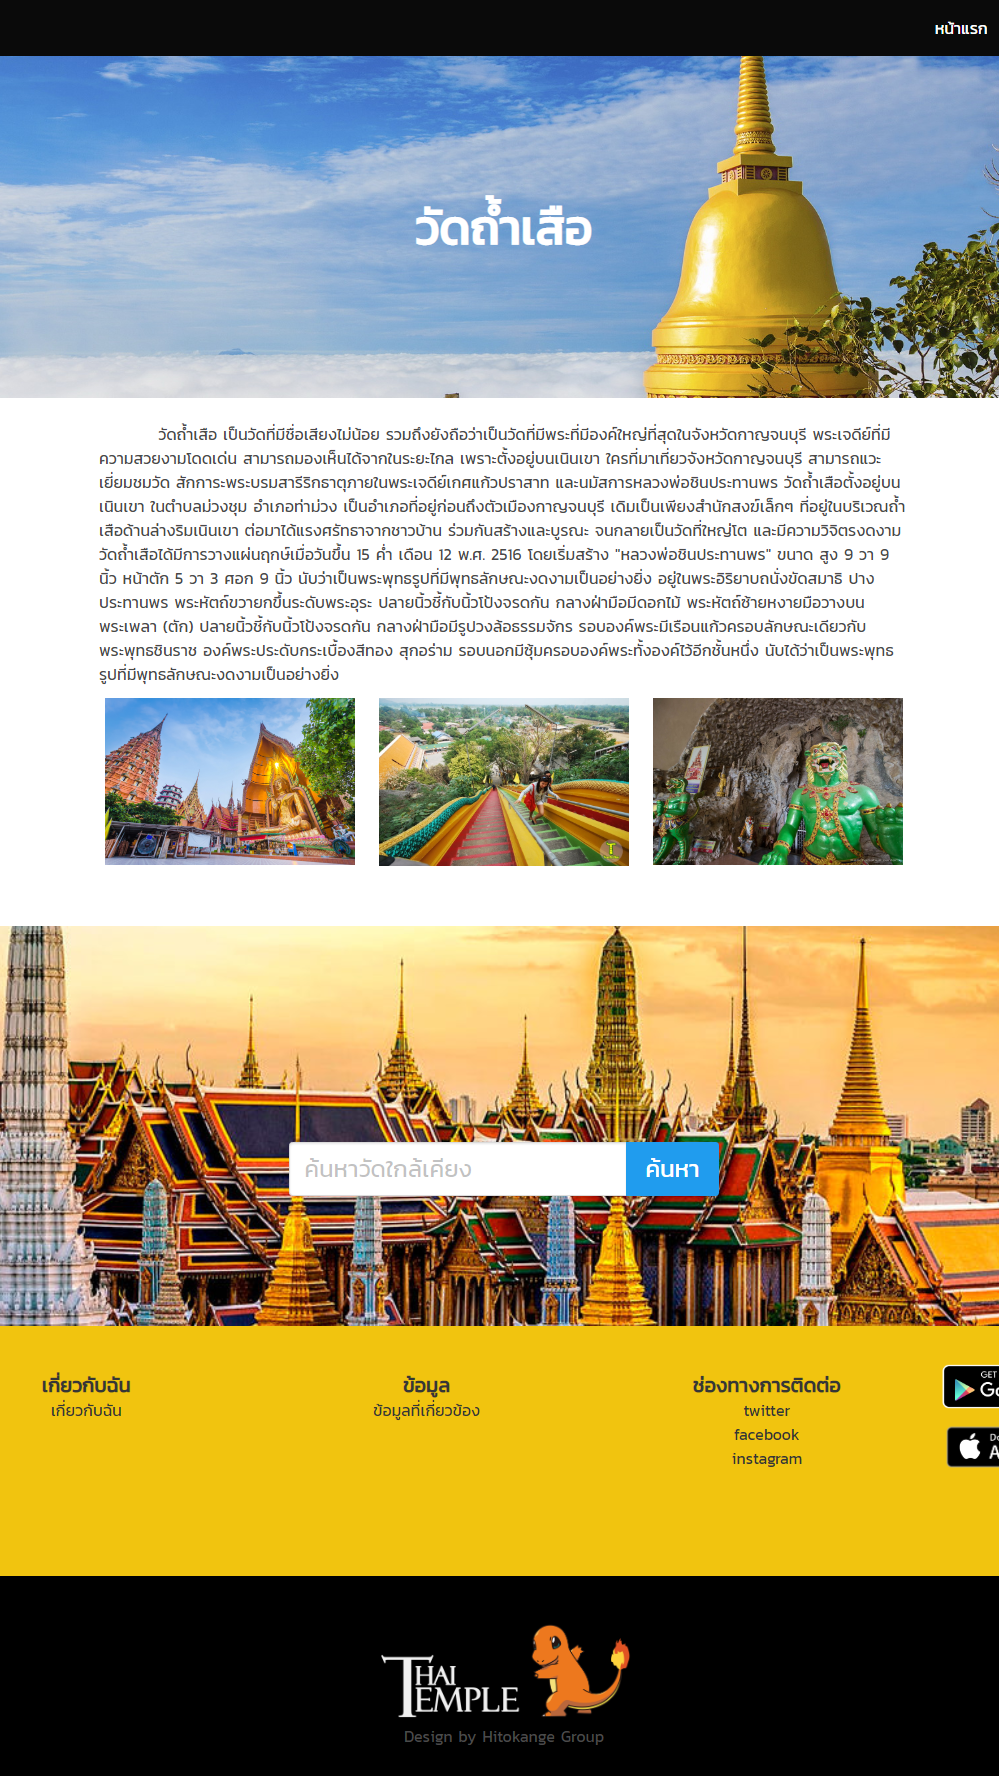 หน้าแรก
วัดถ้ำเสือ
วัดถ้ำเสือ เป็นวัดที่มีชื่อเสียงไม่น้อย รวมถึงยังถือว่าเป็นวัดที่มีพระที่มีองค์ใหญ่ที่สุดในจังหวัดกาญจนบุรี พระเจดีย์ที่มี
ความสวยงามโดดเด่น สามารถมองเห็นได้จากในระยะไกล เพราะตั้งอยู่บนเนินเขา ใครที่มาเที่ยวจังหวัดกาญจนบุรี สามารถแวะ
เยี่ยมชมวัด สักการะพระบรมสารีริกธาตุภายในพระเจดีย์เกศแก้วปราสาท และนมัสการหลวงพ่อชินประทานพร วัดถ้ำเสือตั้งอยู่บน
เนินเขา ในตำบลม่วงชุม อำเภอท่าม่วง เป็นอำเภอที่อยู่ก่อนถึงตัวเมืองกาญจนบุรี เดิมเป็นเพียงสำนักสงฆ์เล็กๆ ที่อยู่ในบริเวณถ้ำ
เสือด้านล่างริมเนินเขา ต่อมาได้แรงศรัทธาจากชาวบ้าน ร่วมกันสร้างและบูรณะ จนกลายเป็นวัดที่ใหญ่โต และมีความวิจิตรงดงาม
วัดถ้ำเสือได้มีการวางแผ่นฤกษ์เมื่อวันขึ้น 15 ค่ำ เดือน 12 พ.ศ. 2516 โดยเริ่มสร้าง "หลวงพ่อชินประทานพร" ขนาด สูง 9 วา 9
นิ้ว หน้าตัก 5 วา 3 ศอก 9 นิ้ว นับว่าเป็นพระพุทธรูปที่มีพุทธลักษณะงดงามเป็นอย่างยิ่ง อยู่ในพระอิริยาบถนั่งขัดสมาธิ ปาง
ประทานพร พระหัตถ์ขวายกขึ้นระดับพระอุระ ปลายนิ้วชี้กับนิ้วโป้งจรดกัน กลางฝ่ามือมีดอกไม้ พระหัตถ์ซ้ายหงายมือวางบน
พระเพลา (ตัก) ปลายนิ้วชี้กับนิ้วโป้งจรดกัน กลางฝ่ามือมีรูปวงล้อธรรมจักร รอบองค์พระมีเรือนแก้วครอบลักษณะเดียวกับ
พระพุทธชินราช องค์พระประดับกระเบื้องสีทอง สุกอร่าม รอบนอกมีซุ้มครอบองค์พระทั้งองค์ไว้อีกชั้นหนึ่ง นับได้ว่าเป็นพระพุทธ
รูปที่มีพุทธลักษณะงดงามเป็นอย่างยิ่ง
ค้นหาวัดใกล้เคียง
ค้นหา
เกี่ยวกับฉัน
เกี่ยวกับฉัน
ข้อมูล
ข้อมูลที่เกี่ยวข้อง
ช่องทางการติดต่อ
twitter
facebook
instagram
GET
Go
Do
A
THAI
TEMPLE
Design by Hitokange Group